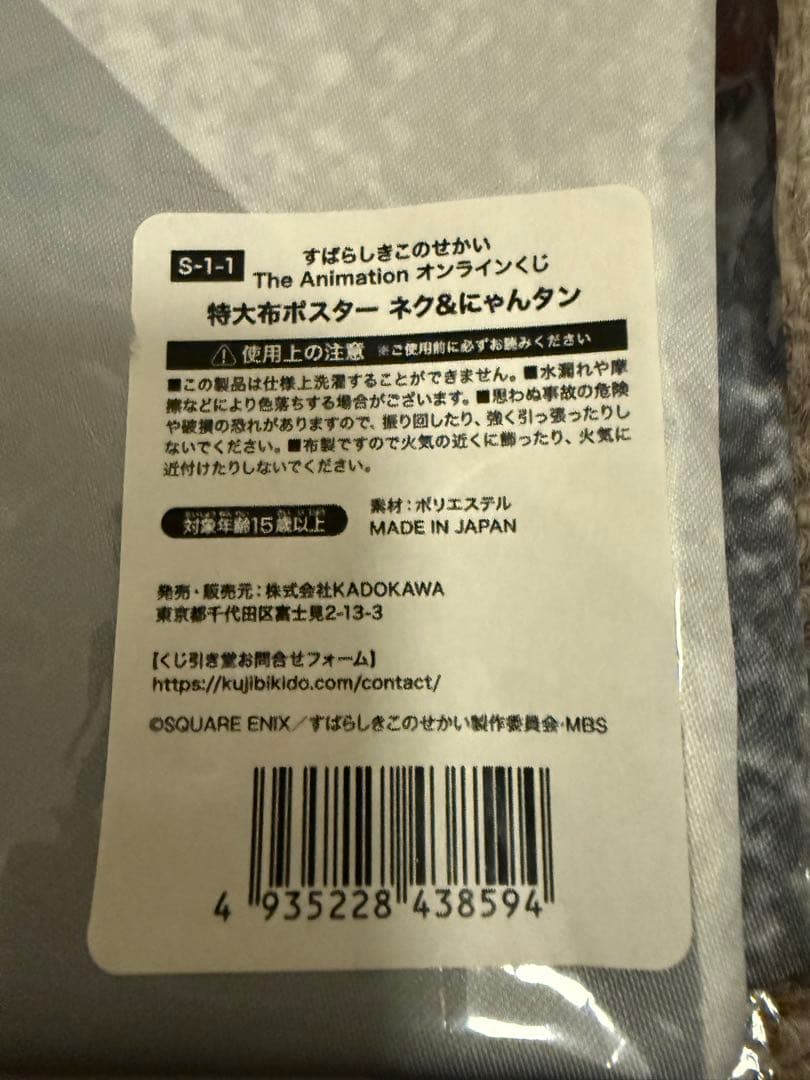 S-1-1
すばらしきこのせかい
The Animation オンラインくじ
特大布ポスター ネク&にゃんタン
使用上の注意 ※ご使用前に必ずお読みください
■この製品は仕様上洗濯することができません。■水漏れや摩
擦などにより色落ちする場合がございます。■思わぬ事故の危険
や破損の恐れがありますので、振り回したり、強く引っ張ったりし
ないでください。■布製ですので火気の近くに飾ったり、火気に
近付けたりしないでください。
対象年齢15歳以上
素材:ポリエステル
MADE IN JAPAN
発売・販売元:株式会社KADOKAWA
東京都千代田区富士見2-13-3
【くじ引き堂お問合せフォーム】
https://kujibikido.com/contact/
©SQUARE ENIX/すばらしきこのせかい製作委員会・MBS
4 935228 438594